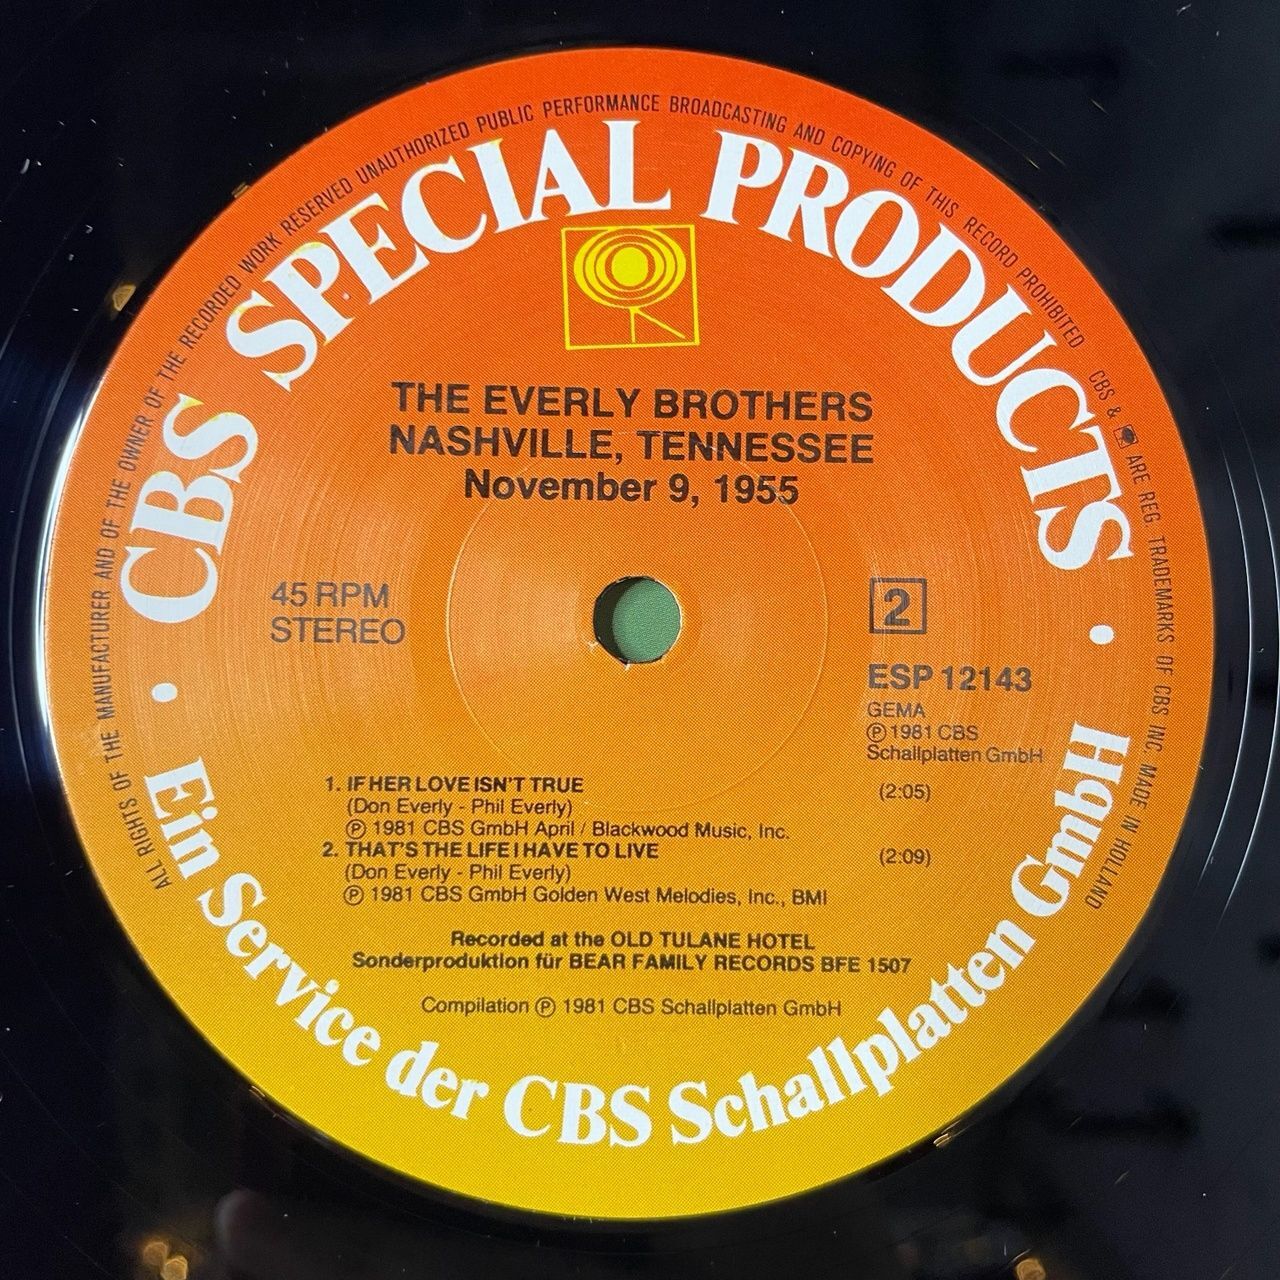 ALL RIGHTS OF THE MANUFACTURER AND OF THE OWNER OF THE RECORDED WORK RESERVED UNAUTHORIZED PUBLIC PERFORMANCE BROADCASTING AND COPYING OF THIS RECORD PROHIBITED
CBS & ARE REG. TRADEMARKS OF CBS INC. MADE IN HOLLAND
CBS SPECIAL PRODUCTS
THE EVERLY BROTHERS
NASHVILLE, TENNESSEE
November 9, 1955
45 RPM
STEREO
2
ESP 12143
GEMA
℗ 1981 CBS
Schallplatten GmbH
1. IF HER LOVE ISN'T TRUE (2:05)
(Don Everly - Phil Everly)
℗ 1981 CBS GmbH April / Blackwood Music, Inc.
2. THAT'S THE LIFE I HAVE TO LIVE (2:09)
(Don Everly - Phil Everly)
℗ 1981 CBS GmbH Golden West Melodies, Inc., BMI
Recorded at the OLD TULANE HOTEL
Sonderproduktion für BEAR FAMILY RECORDS BFE 1507
Compilation ℗ 1981 CBS Schallplatten GmbH
• Ein Service der CBS Schallplatten GmbH •